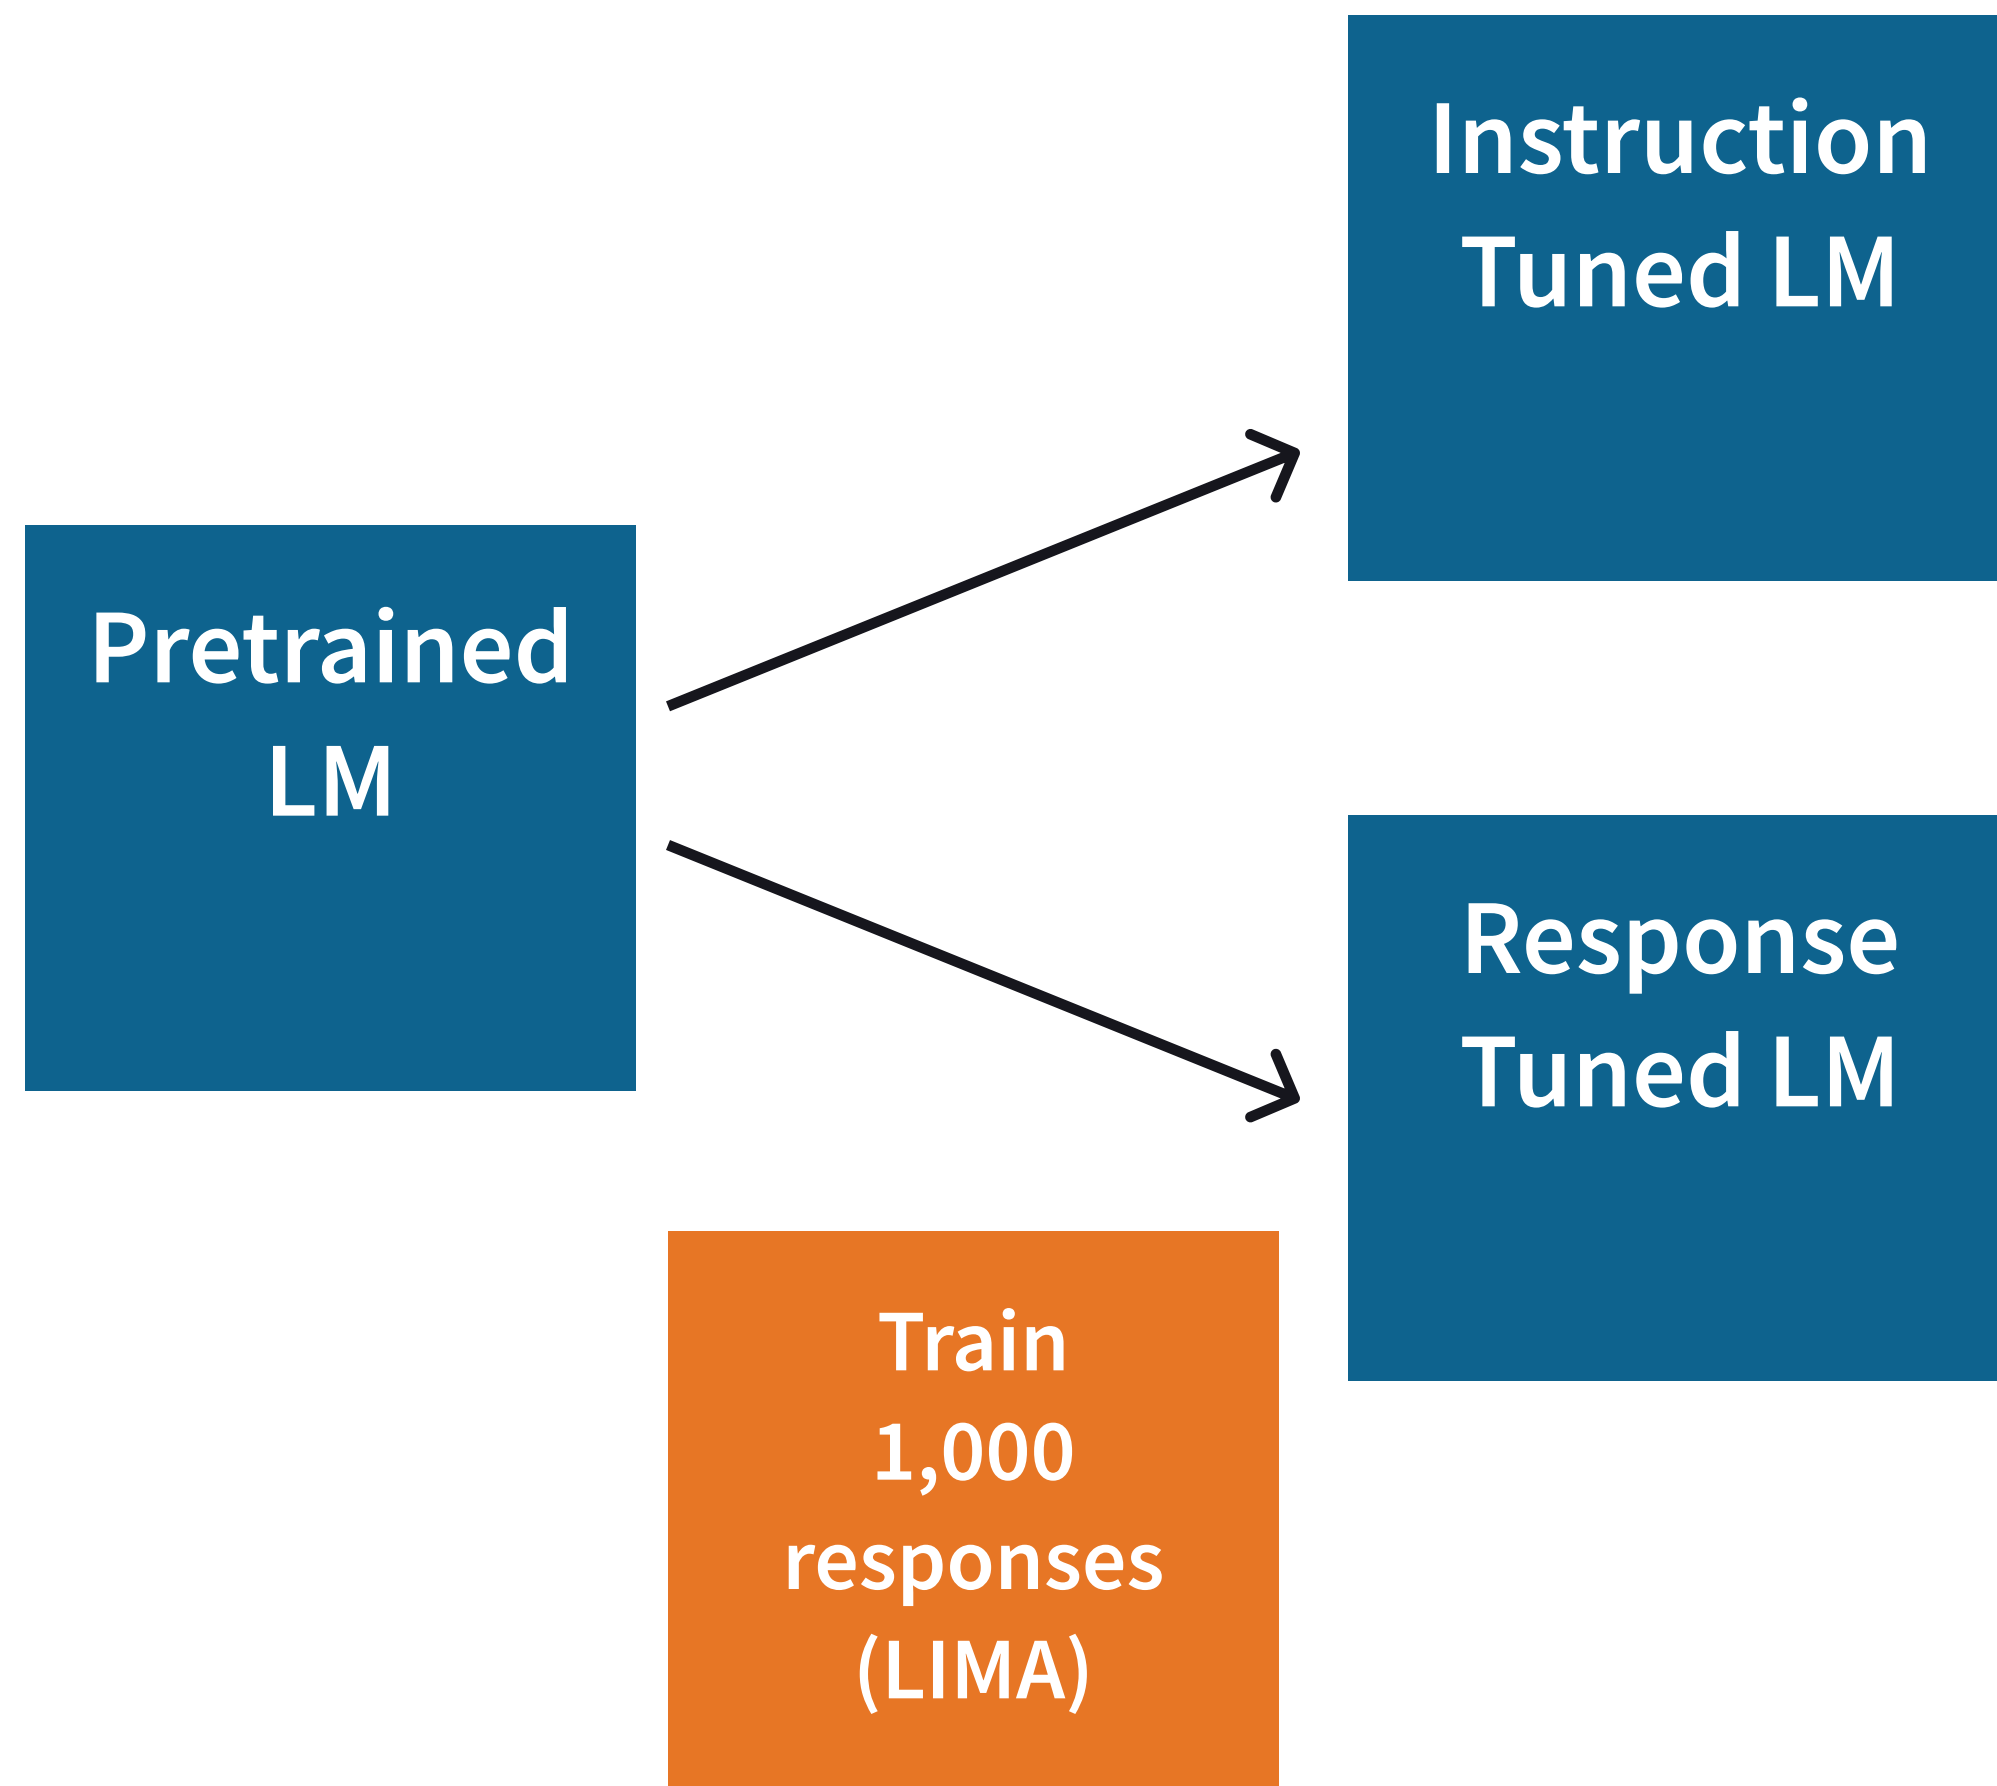 Instruction
Tuned LM
Pretrained
LM
Response
Tuned LM
Train
1,000
responses
(LIMA)